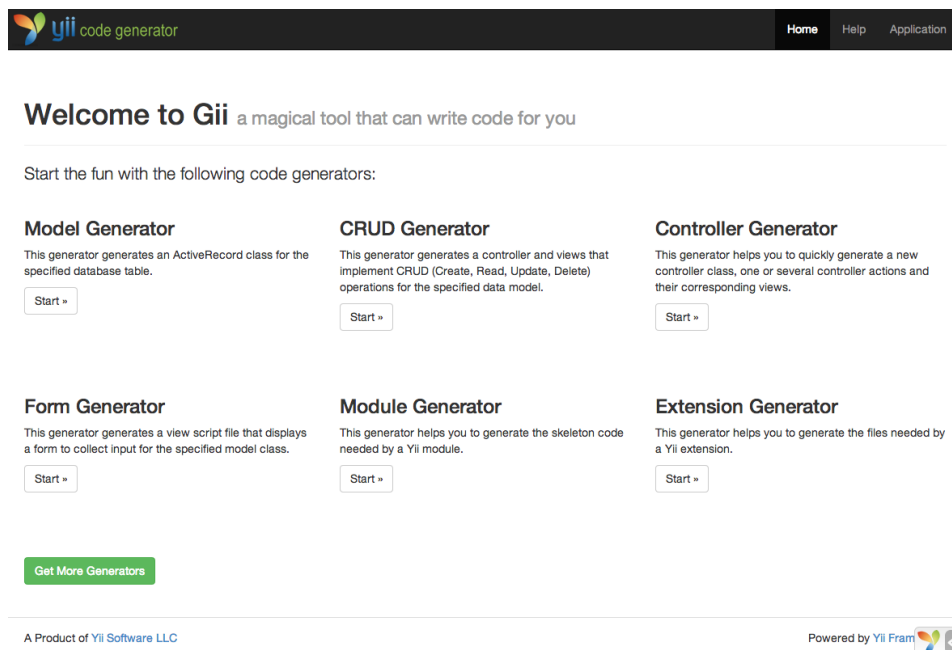 yii code generator
Home Help Application
Welcome to Gii a magical tool that can write code for you
Start the fun with the following code generators:
Model Generator
This generator generates an ActiveRecord class for the
specified database table.
Start »
CRUD Generator
This generator generates a controller and views that
implement CRUD (Create, Read, Update, Delete)
operations for the specified data model.
Start »
Controller Generator
This generator helps you to quickly generate a new
controller class, one or several controller actions and
their corresponding views.
Start »
Form Generator
This generator generates a view script file that displays
a form to collect input for the specified model class.
Start »
Module Generator
This generator helps you to generate the skeleton code
needed by a Yii module.
Start »
Extension Generator
This generator helps you to generate the files needed by
a Yii extension.
Start »
Get More Generators
A Product of Yii Software LLC
Powered by Yii Fram